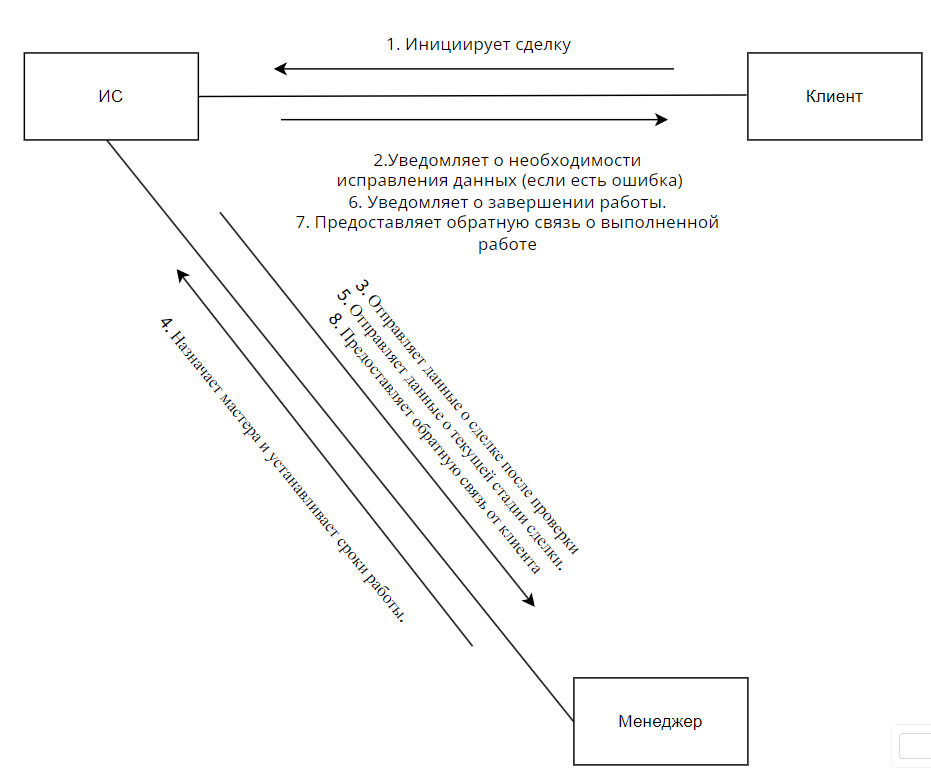 1. Инициирует сделку
ИС
Клиент
2.Уведомляет о необходимости
исправления данных (если есть ошибка)
6. Уведомляет о завершении работы.
7. Предоставляет обратную связь о выполненной
работе
3. Отправляет данные о сделке после проверки
5. Отправляет данные о текущей стадии сделки.
8. Предоставляет обратную связь от клиента
4. Назначает мастера и устанавливает сроки работы.
Менеджер